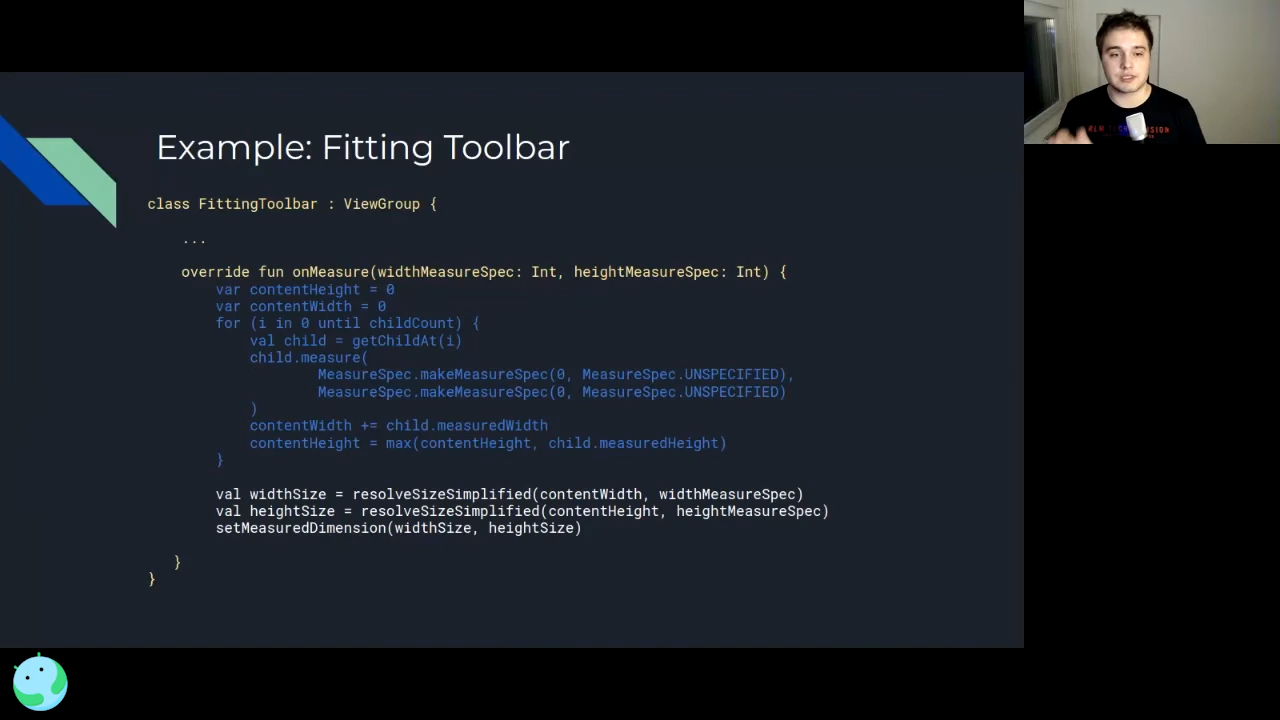 Example: Fitting Toolbar
class FittingToolbar : ViewGroup {
...
override fun onMeasure(widthMeasureSpec: Int, heightMeasureSpec: Int) {
var contentHeight = 0
var contentWidth = 0
for (i in 0 until childCount) {
val child = getChildAt(i)
child.measure(
MeasureSpec.makeMeasureSpec(0, MeasureSpec.UNSPECIFIED),
MeasureSpec.makeMeasureSpec(0, MeasureSpec.UNSPECIFIED)
)
contentWidth += child.measuredWidth
contentHeight = max(contentHeight, child.measuredHeight)
}
val widthSize = resolveSizeSimplified(contentWidth, widthMeasureSpec)
val heightSize = resolveSizeSimplified(contentHeight, heightMeasureSpec)
setMeasuredDimension(widthSize, heightSize)
}
}